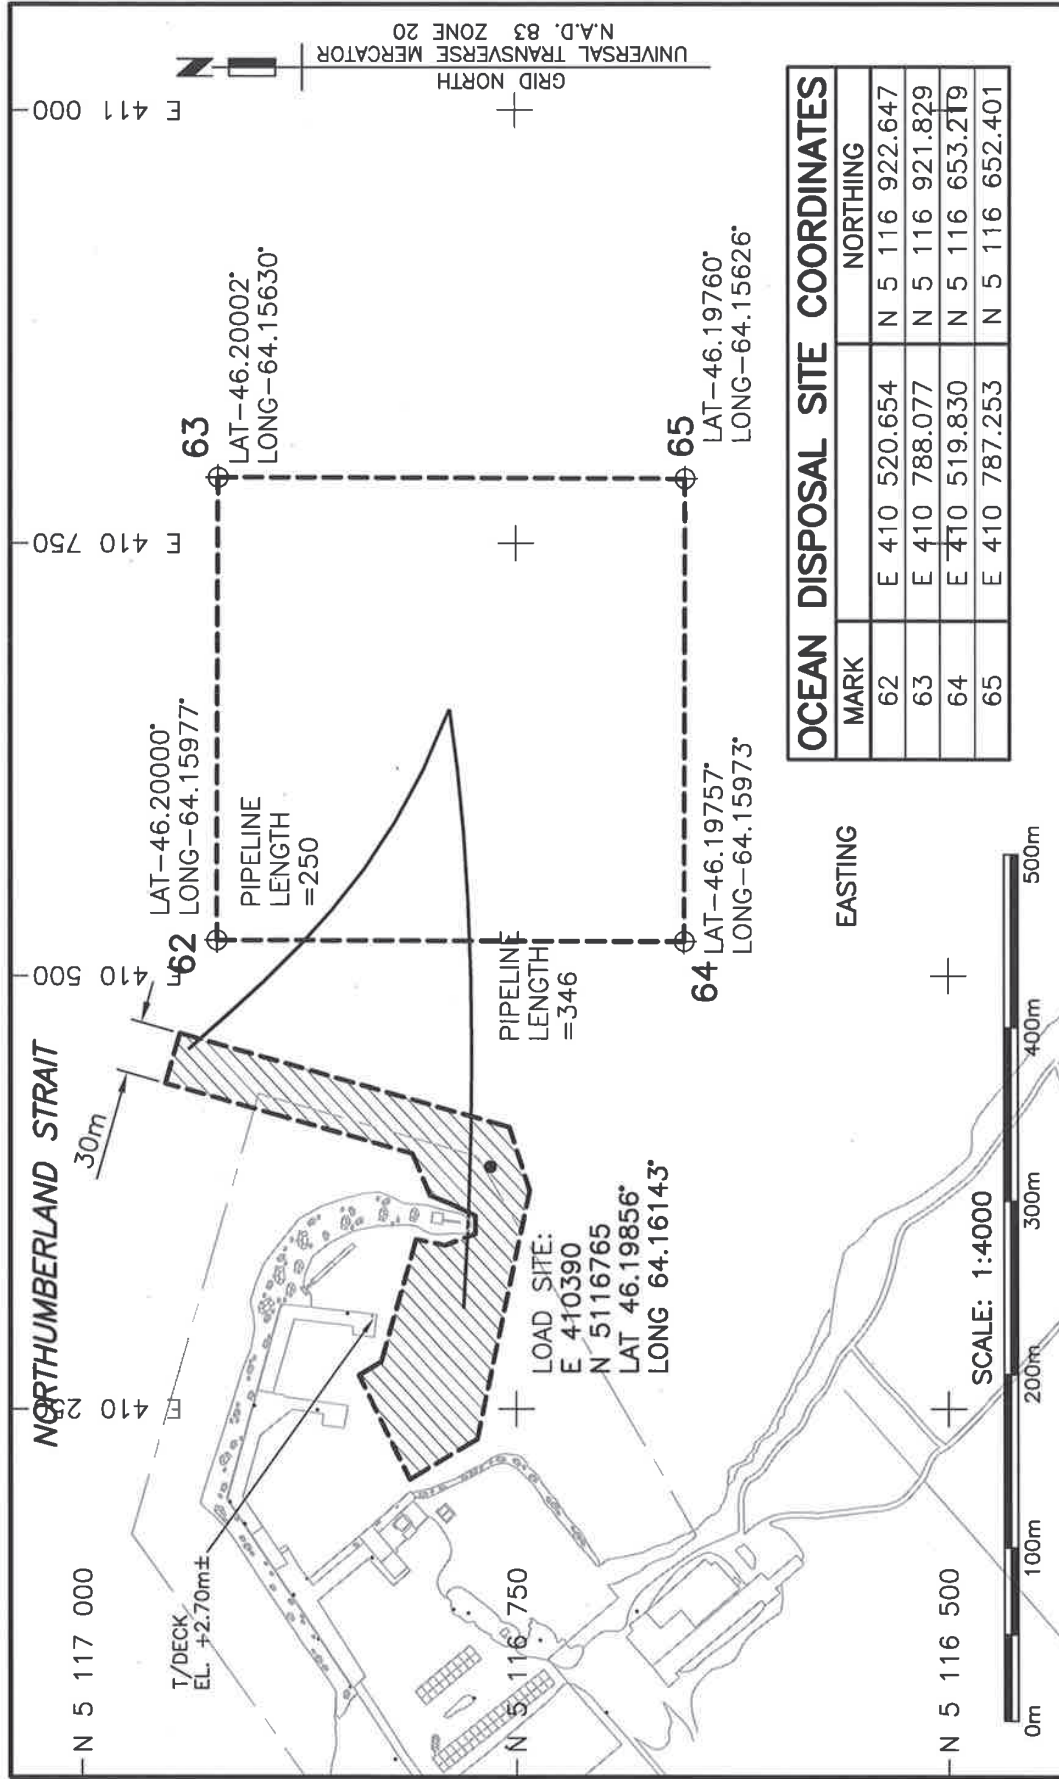 NORTHUMBERLAND STRAIT
30m
T/DECK
EL. +2.70m±
N 5 117 000
N 5 116 750
N 5 116 500
E 410 250
E 410 500
E 410 750
E 411 000
GRID NORTH
UNIVERSAL TRANSVERSE MERCATOR
N.A.D. 83 ZONE 20
N
62
LAT-46.20000°
LONG-64.15977°
63
LAT-46.20002°
LONG-64.15630°
PIPELINE
LENGTH
=250
PIPELINE
LENGTH
=346
64
LAT-46.19757°
LONG-64.15973°
65
LAT-46.19760°
LONG-64.15626°
LOAD SITE:
E 410390
N 5116765
LAT 46.19856°
LONG 64.16143°
EASTING
OCEAN DISPOSAL SITE COORDINATES
MARK NORTHING
62 E 410 520.654 N 5 116 922.647
63 E 410 788.077 N 5 116 921.829
64 E 410 519.830 N 5 116 653.219
65 E 410 787.253 N 5 116 652.401
SCALE: 1:4000
0m 100m 200m 300m 400m 500m